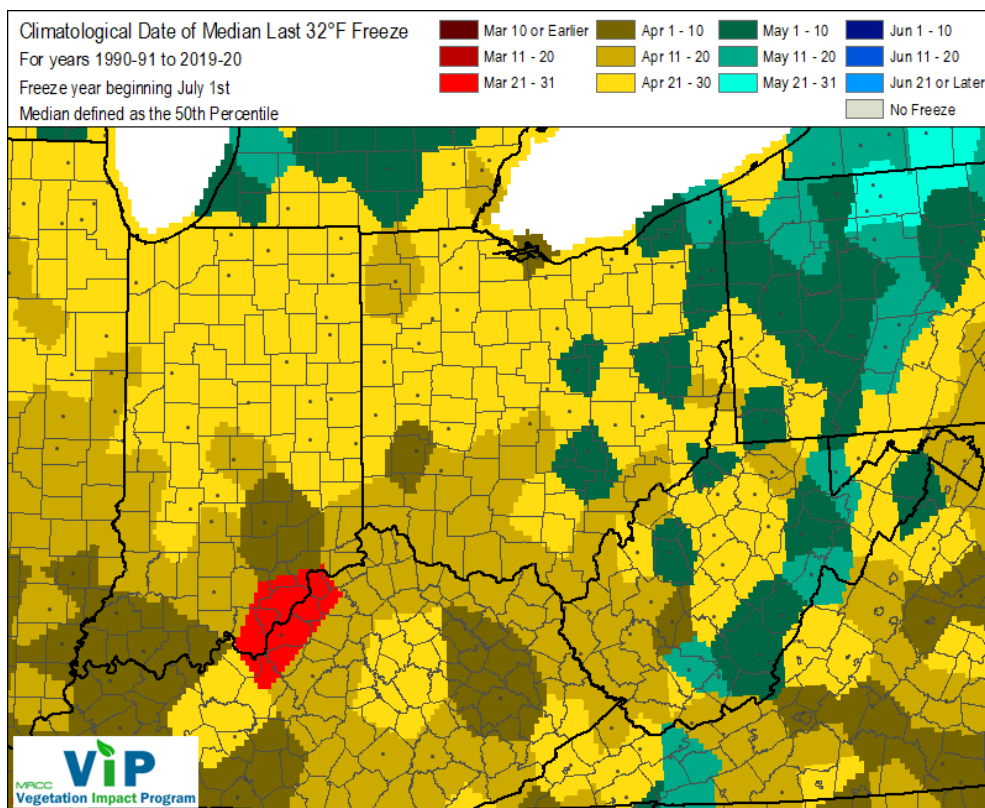 Climatological Date of Median Last 32°F Freeze
For years 1990-91 to 2019-20
Freeze year beginning July 1st
Median defined as the 50th Percentile
Mar 10 or Earlier
Mar 11 - 20
Mar 21 - 31
Apr 1 - 10
Apr 11 - 20
Apr 21 - 30
May 1 - 10
May 11 - 20
May 21 - 31
Jun 1 - 10
Jun 11 - 20
Jun 21 or Later
No Freeze
MRCC
ViP
Vegetation Impact Program